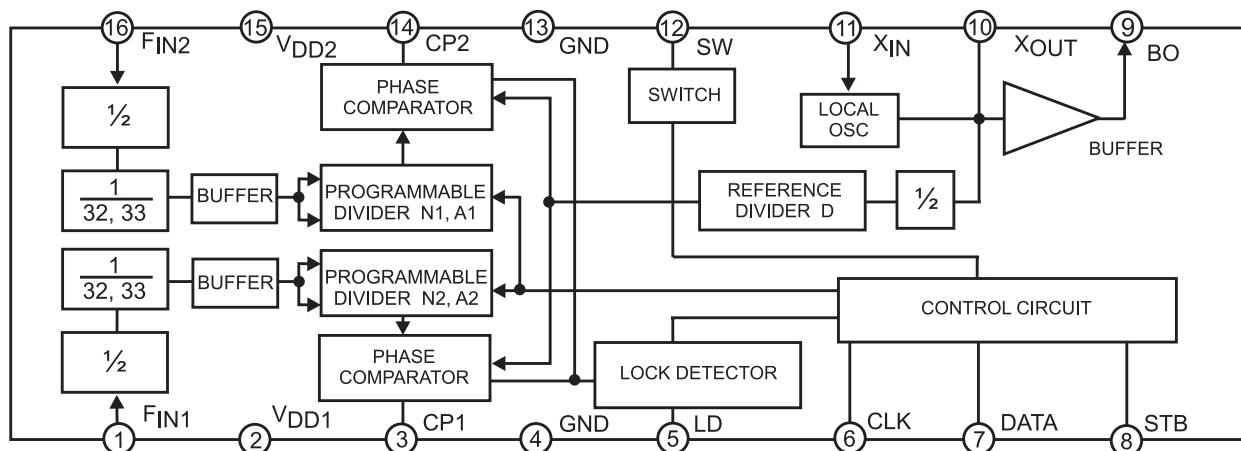 16 15 14 13 12 11 10 9
FIN2 VDD2 CP2 GND SW XIN XOUT BO
½
PHASE
COMPARATOR
SWITCH
LOCAL
OSC
BUFFER
1
32, 33
BUFFER
PROGRAMMABLE
DIVIDER N1, A1
REFERENCE
DIVIDER D
½
1
32, 33
BUFFER
PROGRAMMABLE
DIVIDER N2, A2
CONTROL CIRCUIT
½
PHASE
COMPARATOR
LOCK DETECTOR
FIN1 VDD1 CP1 GND LD CLK DATA STB
1 2 3 4 5 6 7 8